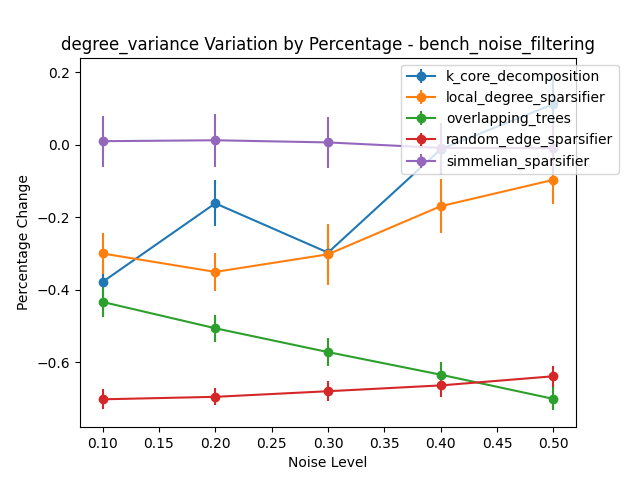 degree_variance Variation by Percentage - bench_noise_filtering
k_core_decomposition
local_degree_sparsifier
overlapping_trees
random_edge_sparsifier
simmelian_sparsifier
Percentage Change
0.2
0.0
−0.2
−0.4
−0.6
0.10 0.15 0.20 0.25 0.30 0.35 0.40 0.45 0.50
Noise Level